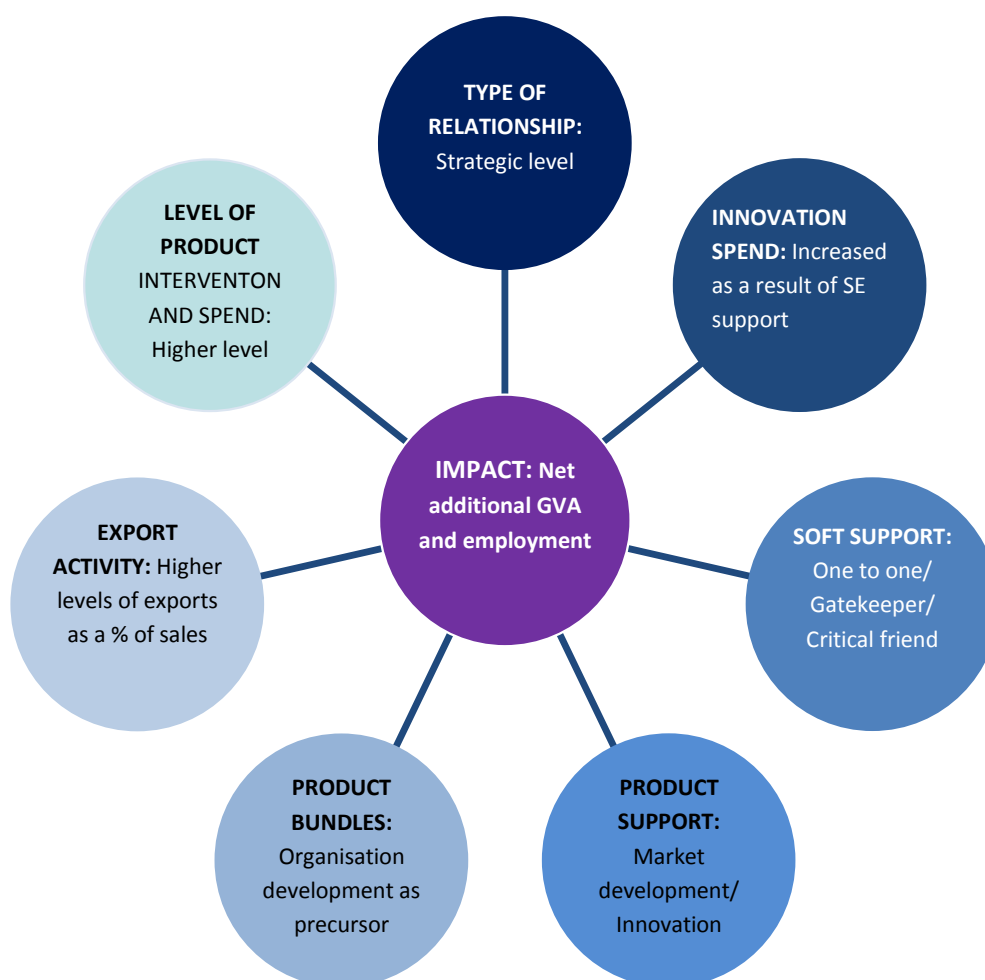 TYPE OF
RELATIONSHIP:
Strategic level
INNOVATION
SPEND: Increased
as a result of SE
support
SOFT SUPPORT:
One to one/
Gatekeeper/
Critical friend
PRODUCT
SUPPORT:
Market
development/
Innovation
PRODUCT
BUNDLES:
Organisation
development as
precursor
EXPORT
ACTIVITY: Higher
levels of exports
as a % of sales
LEVEL OF
PRODUCT
INTERVENTON
AND SPEND:
Higher level
IMPACT: Net
additional GVA
and employment